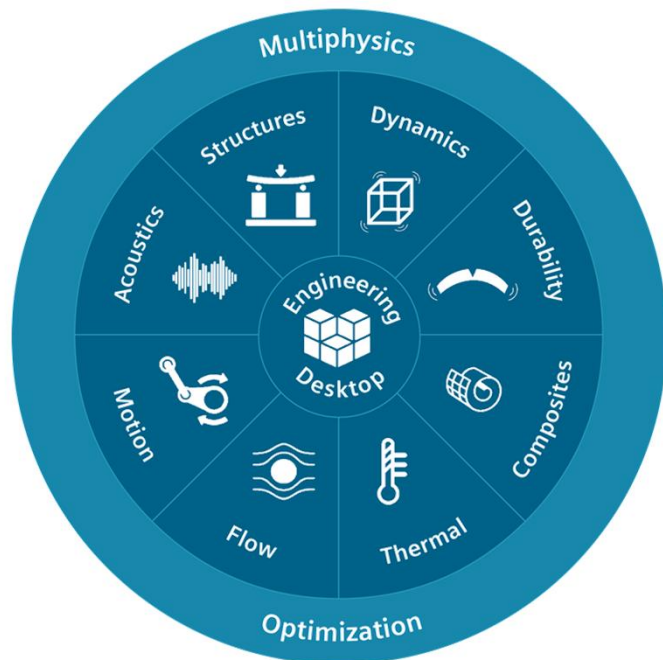 Multiphysics
Structures
Dynamics
Acoustics
Durability
Engineering
Desktop
Motion
Composites
Flow
Thermal
Optimization